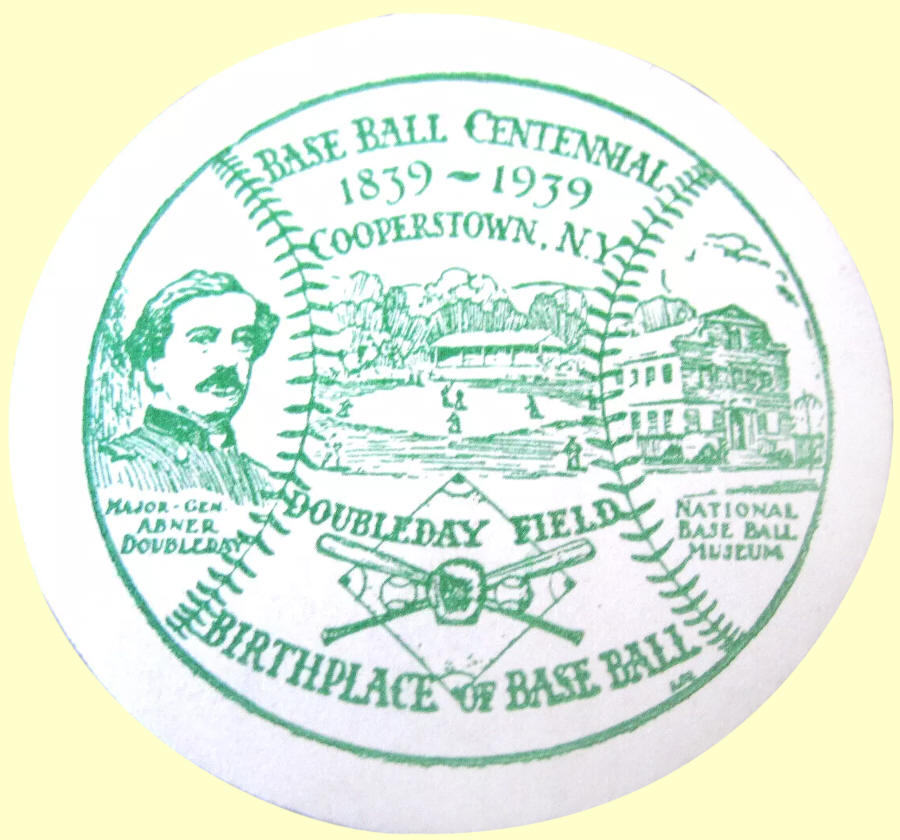 BASE BALL CENTENNIAL
1839 ~ 1939
COOPERSTOWN, N.Y.
MAJOR-GEN.
ABNER
DOUBLEDAY
DOUBLEDAY FIELD
NATIONAL
BASE BALL
MUSEUM
BIRTHPLACE OF BASE BALL